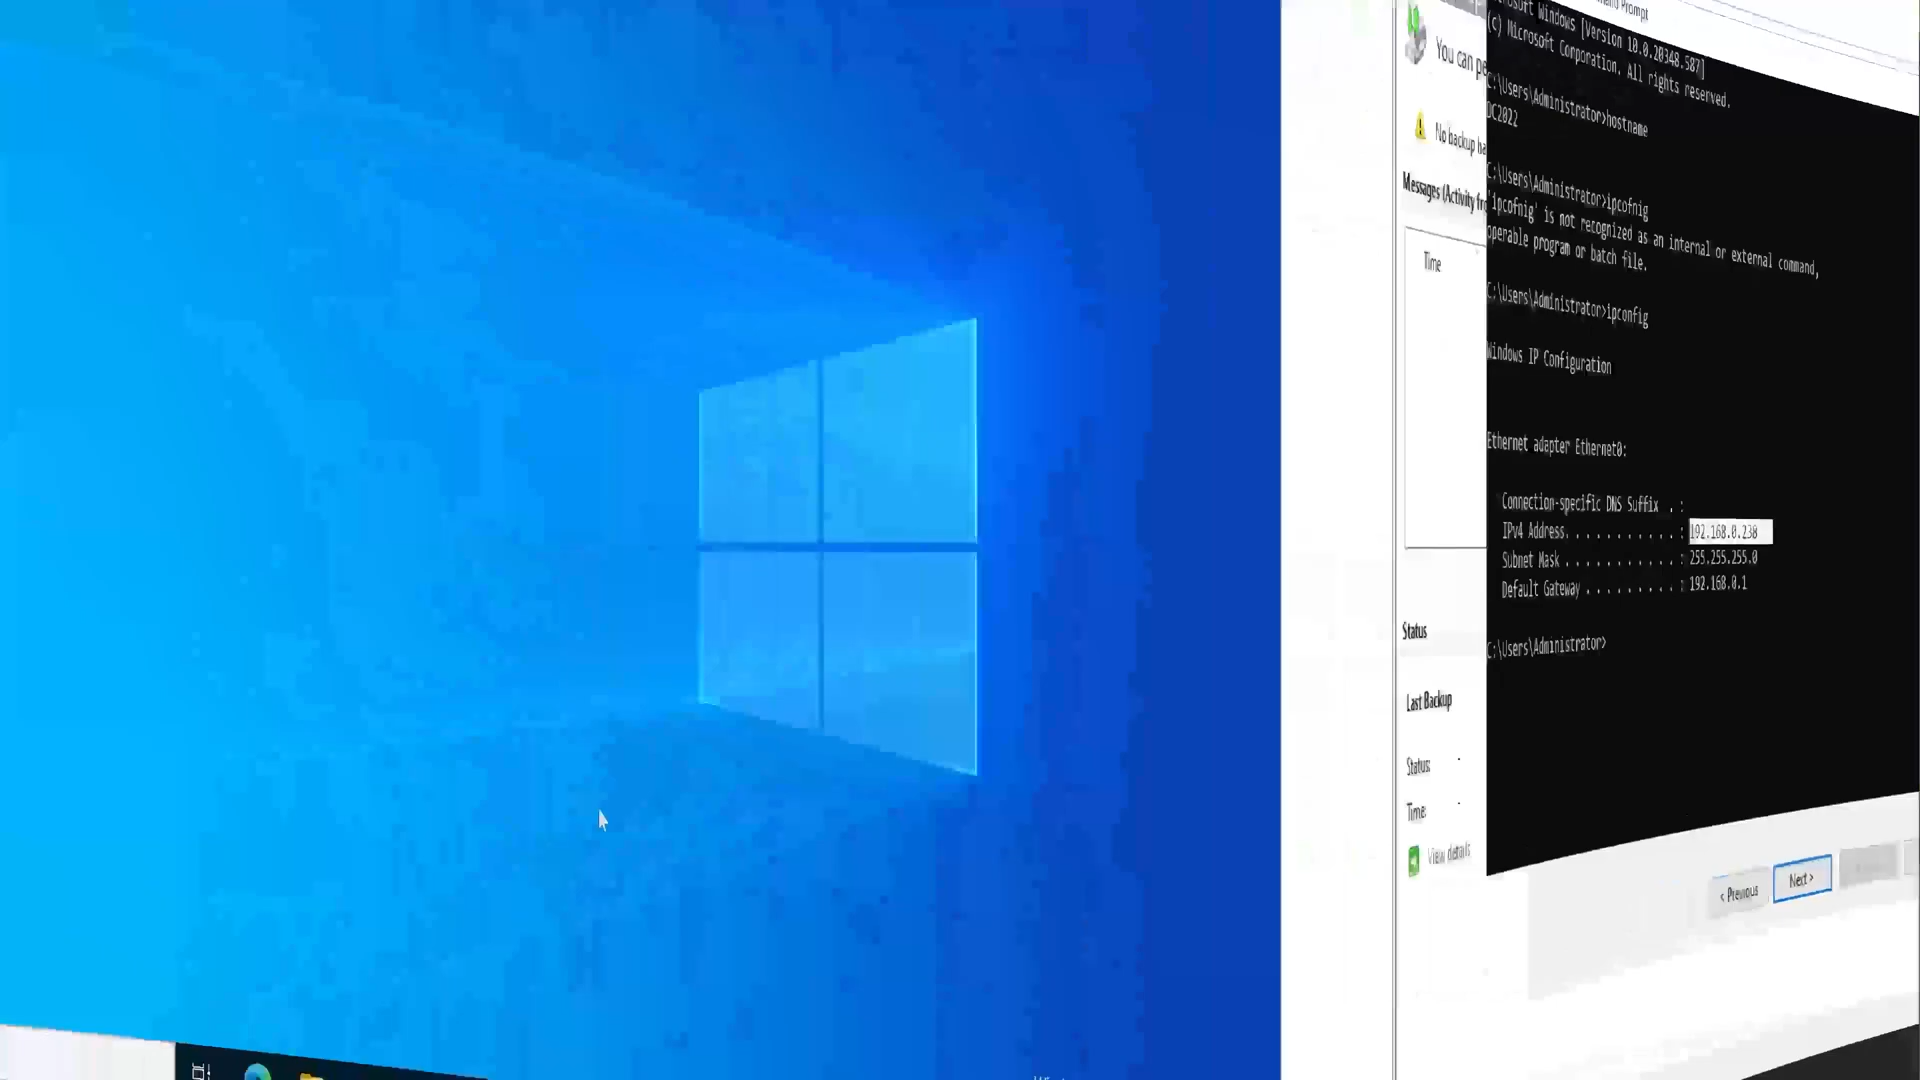 You can pe
No backup ha
Messages (Activity fr
Time
Status
Last Backup
Status:
Time:
View details
Prompt
Microsoft Windows [Version 10.0.20348.587]
(c) Microsoft Corporation. All rights reserved.
C:\Users\Administrator>hostname
DC2022
C:\Users\Administrator>ipcofnig
'ipcofnig' is not recognized as an internal or external command,
operable program or batch file.
C:\Users\Administrator>ipconfig
Windows IP Configuration
Ethernet adapter Ethernet0:
Connection-specific DNS Suffix . :
IPv4 Address. . . . . . . . . . . : 192.168.0.230
Subnet Mask . . . . . . . . . . . : 255.255.255.0
Default Gateway . . . . . . . . . : 192.168.0.1
C:\Users\Administrator>
< Previous
Next >